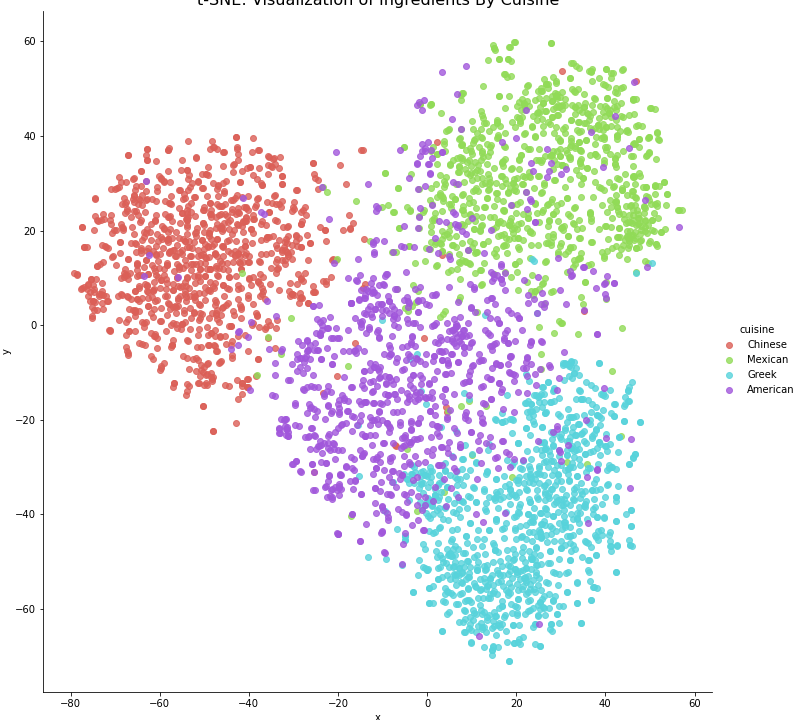 t-SNE: Visualization of Ingredients By Cuisine
60
40
20
0
−20
−40
−60
y
−80 −60 −40 −20 0 20 40 60
x
cuisine
Chinese
Mexican
Greek
American